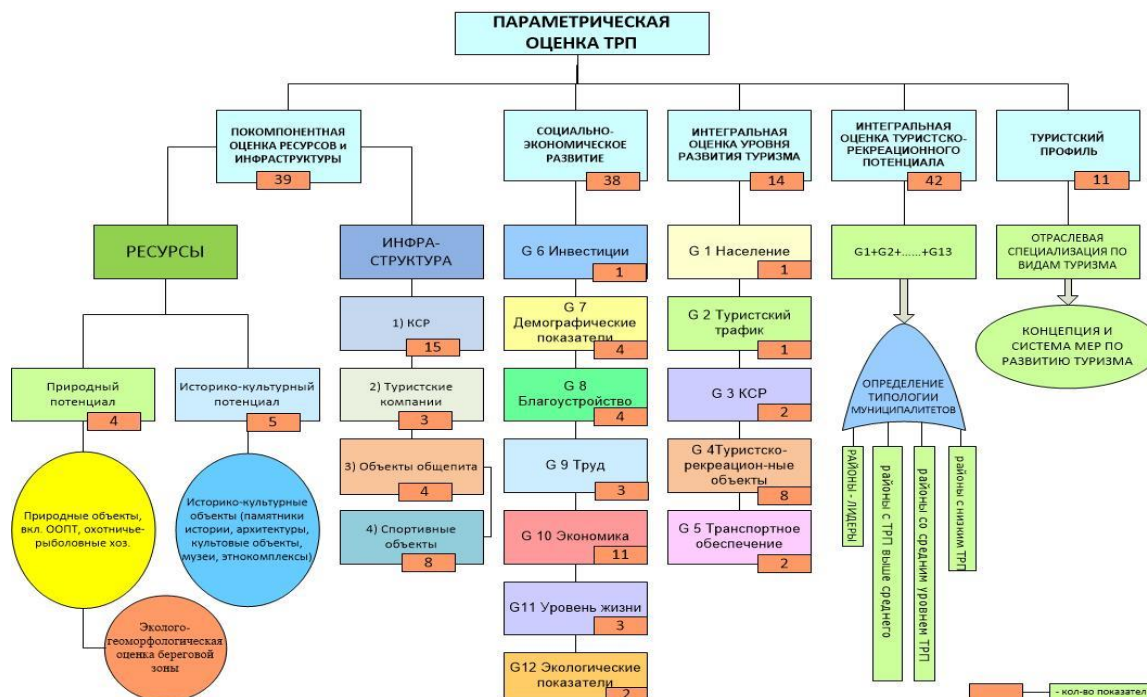 ПАРАМЕТРИЧЕСКАЯ
ОЦЕНКА ТРП
ПОКОМПОНЕНТНАЯ
ОЦЕНКА РЕСУРСОВ и
ИНФРАСТРУКТУРЫ
39
СОЦИАЛЬНО-
ЭКОНОМИЧЕСКОЕ
РАЗВИТИЕ
38
ИНТЕГРАЛЬНАЯ
ОЦЕНКА УРОВНЯ
РАЗВИТИЯ ТУРИЗМА
14
ИНТЕГРАЛЬНАЯ
ОЦЕНКА ТУРИСТСКО-
РЕКРЕАЦИОННОГО
ПОТЕНЦИАЛА
42
ТУРИСТСКИЙ
ПРОФИЛЬ
11
РЕСУРСЫ
ИНФРА-
СТРУКТУРА
Природный
потенциал
4
Историко-культурный
потенциал
5
Природные объекты,
вкл. ООПТ, охотничье-
рыболовные хоз.
Историко-культурные
объекты (памятники
истории, архитектуры,
культовые объекты,
музеи, этнокомплексы)
Эколого-
геоморфологическая
оценка береговой
зоны
1) КСР
15
2) Туристские
компании
3
3) Объекты общепита
4
4) Спортивные
объекты
8
G 6 Инвестиции
1
G 7
Демографические
показатели
4
G 8
Благоустройство
4
G 9 Труд
3
G 10 Экономика
11
G11 Уровень жизни
3
G12 Экологические
показатели
2
G 1 Население
1
G 2 Туристский
трафик
1
G 3 КСР
2
G 4Туристско-
рекреацион-ные
объекты
8
G 5 Транспортное
обеспечение
2
G1+G2+......+G13
ОПРЕДЕЛЕНИЕ
ТИПОЛОГИИ
МУНИЦИПАЛИТЕТОВ
РАЙОНЫ - ЛИДЕРЫ
районы с ТРП выше среднего
районы со средним уровнем ТРП
районы с низким ТРП
ОТРАСЛЕВАЯ
СПЕЦИАЛИЗАЦИЯ ПО
ВИДАМ ТУРИЗМА
КОНЦЕПЦИЯ И
СИСТЕМА МЕР ПО
РАЗВИТИЮ ТУРИЗМА
- кол-во показател